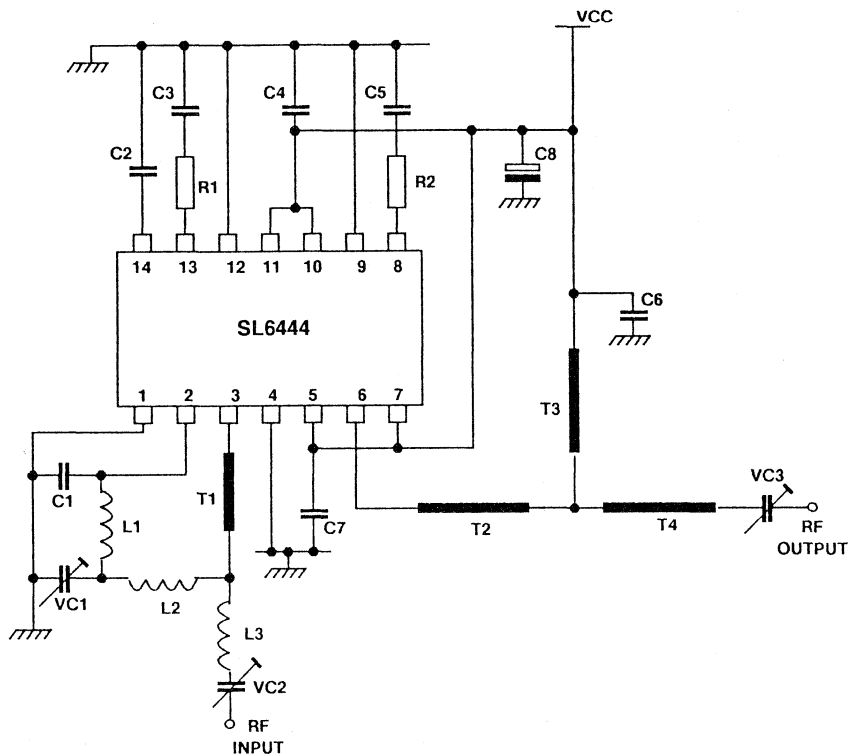 VCC
C3
C4
C5
C2
R1
R2
C8
14 13 12 11 10 9 8
C6
SL6444
1 2 3 4 5 6 7
T3
C1
T1
VC3
L1
C7
T2
T4
RF
OUTPUT
VC1
L2
L3
VC2
RF
INPUT